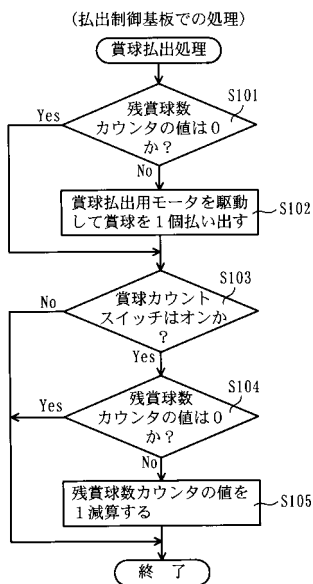 (払出制御基板での処理)
賞球払出処理
S101
残賞球数
カウンタの値は0
か?
Yes
No
賞球払出用モータを駆動
して賞球を1個払い出す
S102
S103
賞球カウント
スイッチはオンか
?
No
Yes
S104
残賞球数
カウンタの値は0
か?
Yes
No
残賞球数カウンタの値を
1減算する
S105
終 了